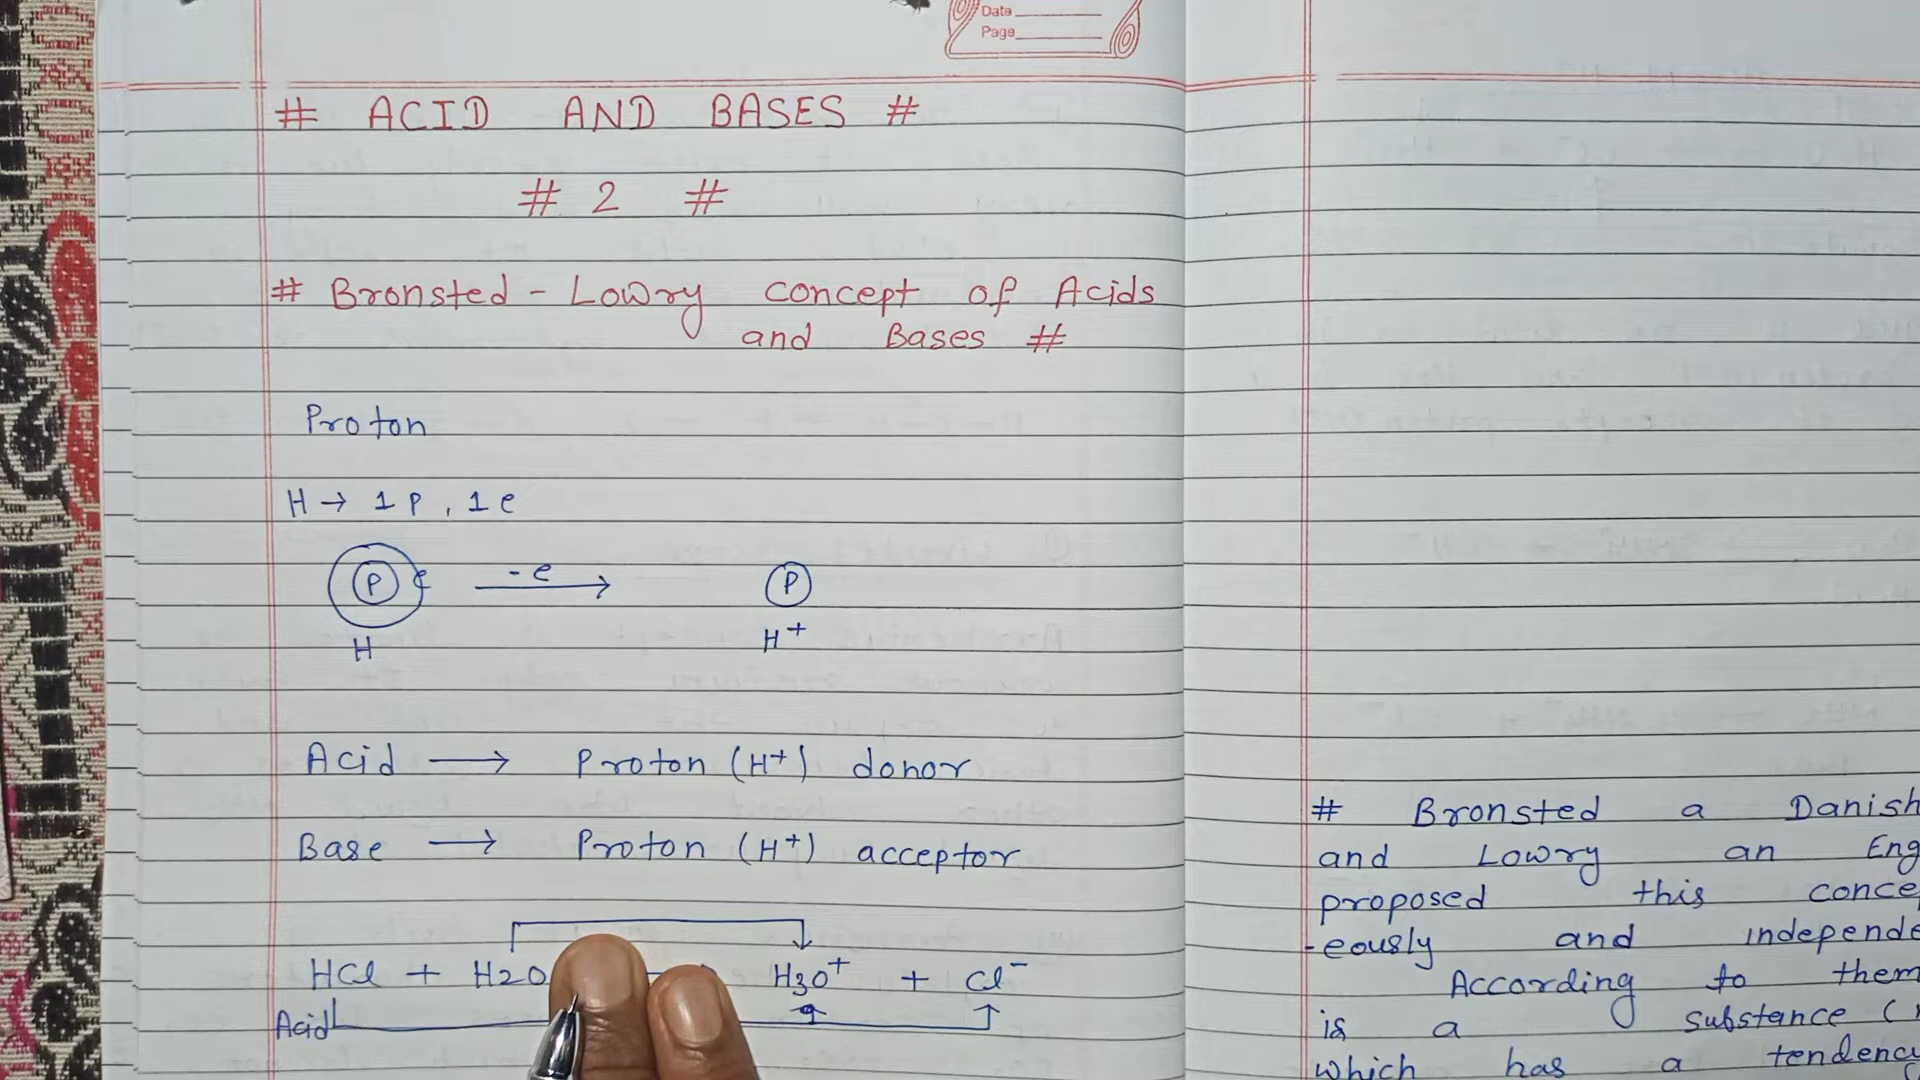 Data
Page
# ACID AND BASES #
# 2 #
# Bronsted - Lowry concept of Acids
and Bases #
Proton
H → 1 P, 1 e
P e - e → P
H H+
Acid → Proton (H+) donor
Base → Proton (H+) acceptor
HCl + H2O H3O+ + Cl-
Acid
# Bronsted a Danish
and Lowry an
proposed this
-eously and
According to them
is a substance
which has a